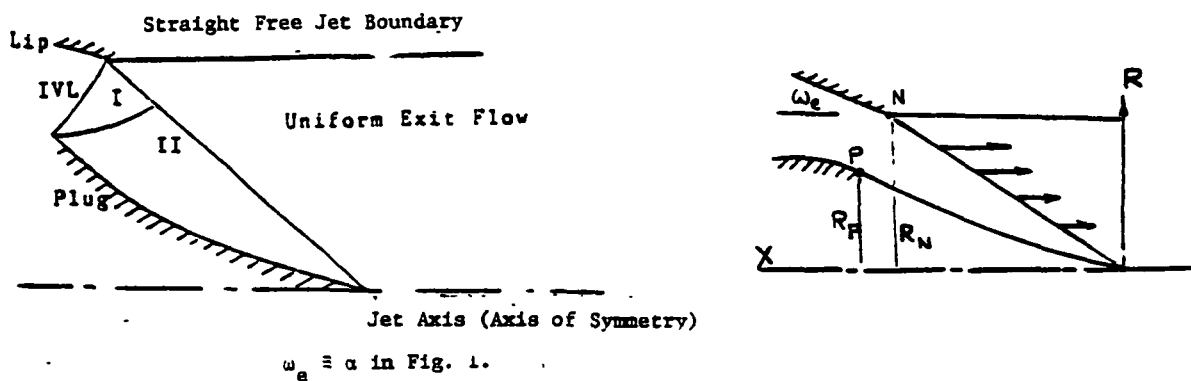 Straight Free Jet Boundary
Lip
IVL
I
II
Uniform Exit Flow
Plug
Jet Axis (Axis of Symmetry)
ω_e ≡ α in Fig. 1.
ω_e
N
R
P
R_P
R_N
X